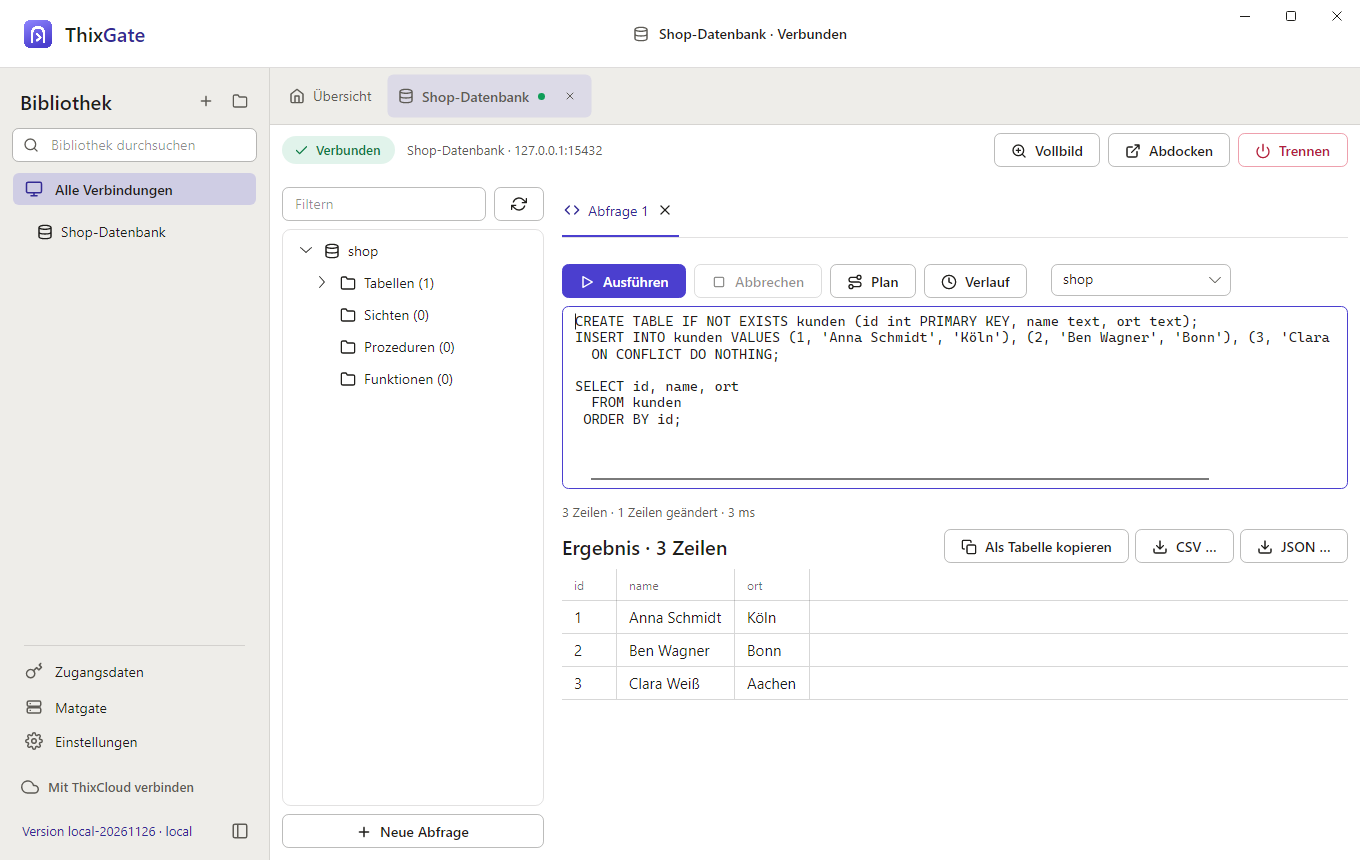 ThixGate
Shop-Datenbank · Verbunden
Bibliothek
Bibliothek durchsuchen
Alle Verbindungen
Shop-Datenbank
Zugangsdaten
Matgate
Einstellungen
Mit ThixCloud verbinden
Version local-20261126 · local
Übersicht
Shop-Datenbank
Verbunden
Shop-Datenbank · 127.0.0.1:15432
Vollbild
Abdocken
Trennen
Filtern
shop
Tabellen (1)
Sichten (0)
Prozeduren (0)
Funktionen (0)
Neue Abfrage
Abfrage 1
Ausführen
Abbrechen
Plan
Verlauf
shop
CREATE TABLE IF NOT EXISTS kunden (id int PRIMARY KEY, name text, ort text);
INSERT INTO kunden VALUES (1, 'Anna Schmidt', 'Köln'), (2, 'Ben Wagner', 'Bonn'), (3, 'Clara
ON CONFLICT DO NOTHING;
SELECT id, name, ort
FROM kunden
ORDER BY id;
3 Zeilen · 1 Zeilen geändert · 3 ms
Ergebnis · 3 Zeilen
Als Tabelle kopieren
CSV ...
JSON ...
id name ort
1 Anna Schmidt Köln
2 Ben Wagner Bonn
3 Clara Weiß Aachen